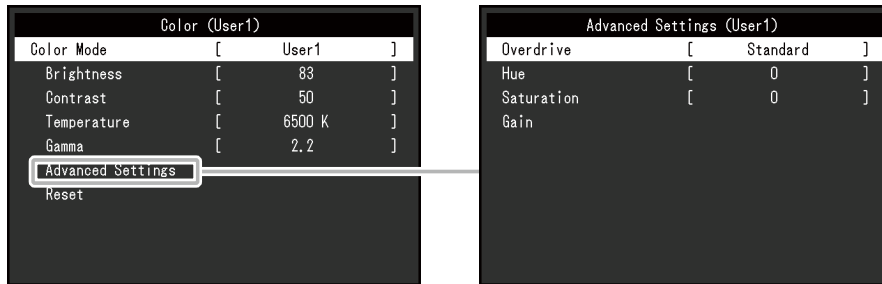 Color (User1)
Color Mode [ User1 ]
Brightness [ 83 ]
Contrast [ 50 ]
Temperature [ 6500 K ]
Gamma [ 2.2 ]
Advanced Settings
Reset
Advanced Settings (User1)
Overdrive [ Standard ]
Hue [ 0 ]
Saturation [ 0 ]
Gain